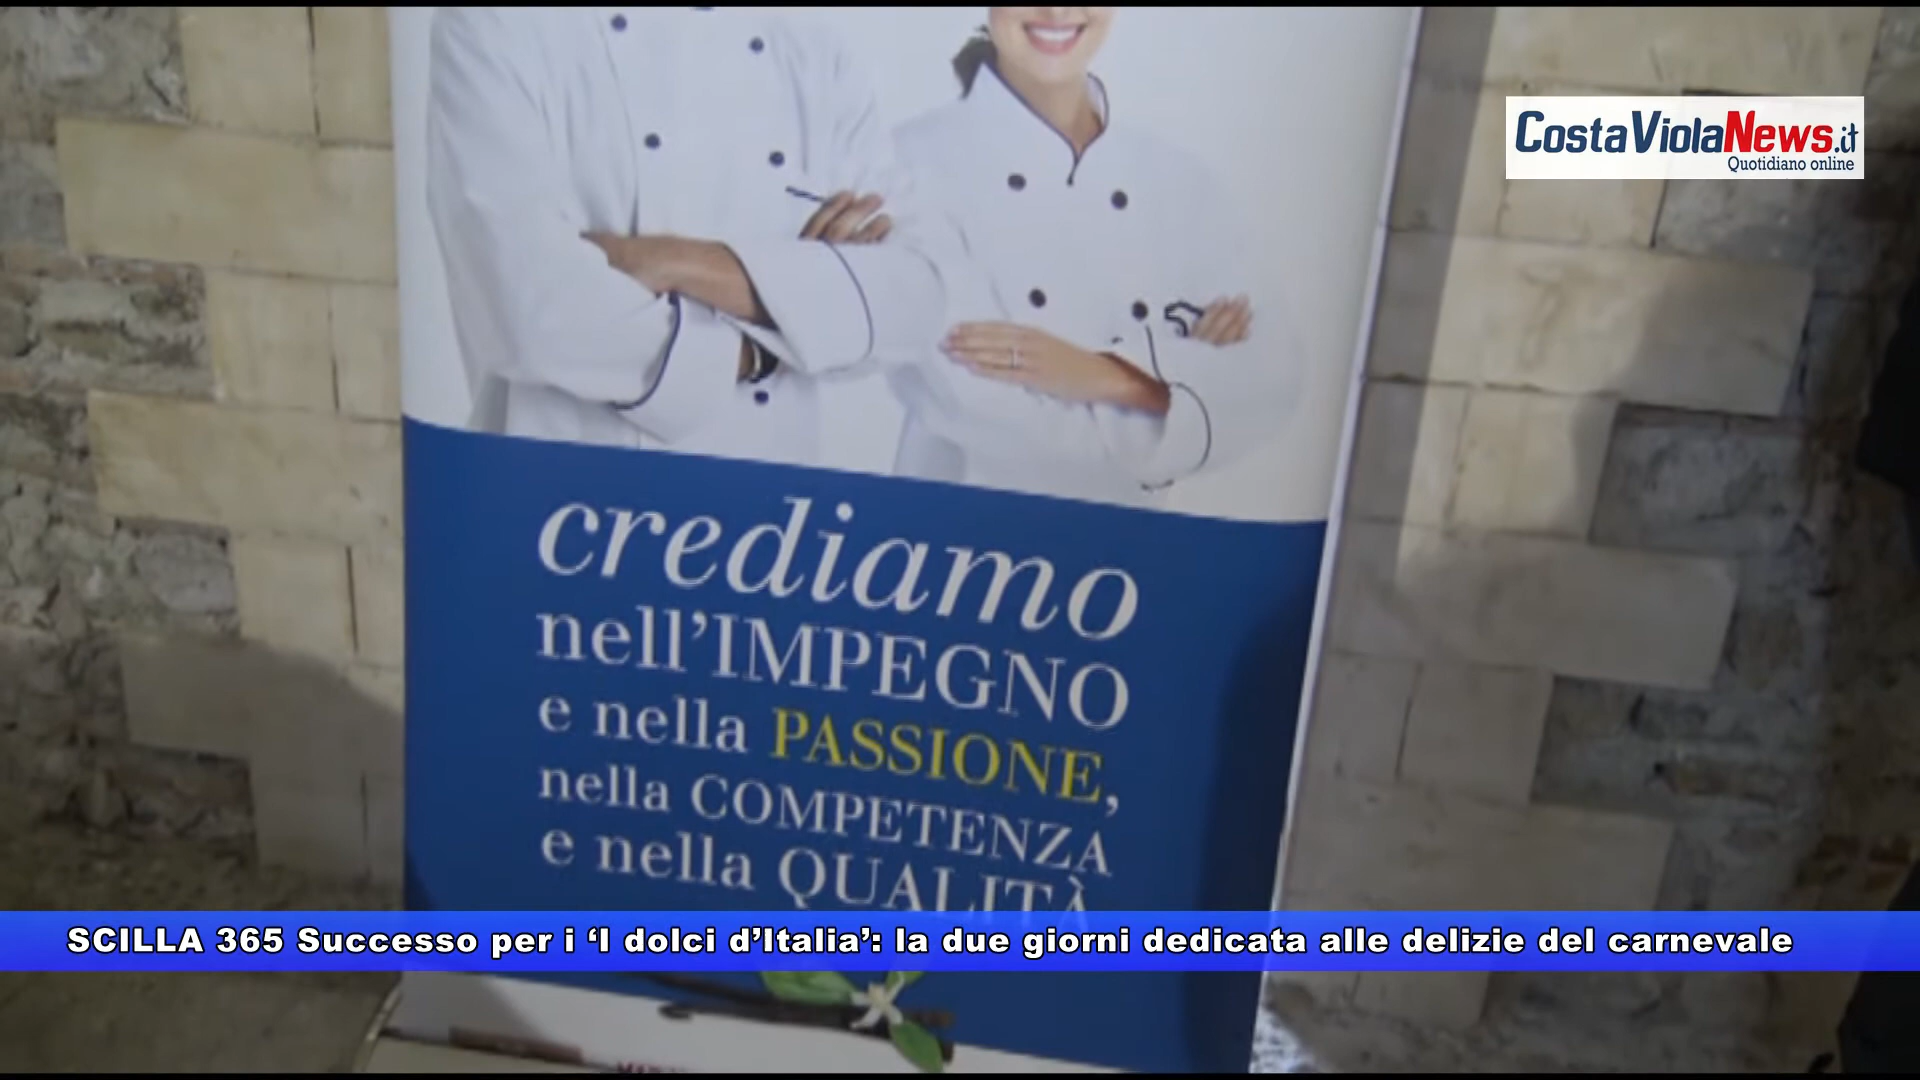 CostaViolaNews.it
Quotidiano online
crediamo
nell'IMPEGNO
e nella PASSIONE,
nella COMPETENZA
e nella QUALITÀ
SCILLA 365 Successo per i ‘I dolci d’Italia’: la due giorni dedicata alle delizie del carnevale